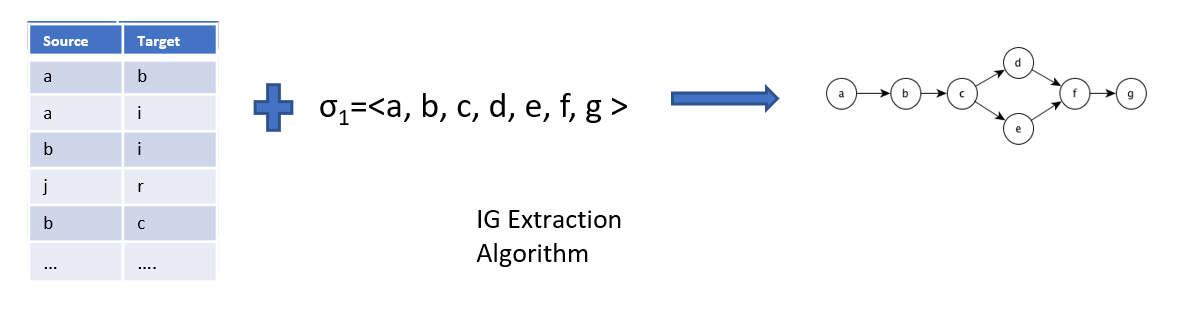 Source Target
a b
a i
b i
j r
b c
... ....
σ₁=<a, b, c, d, e, f, g >
IG Extraction
Algorithm
d
a b c f g
e